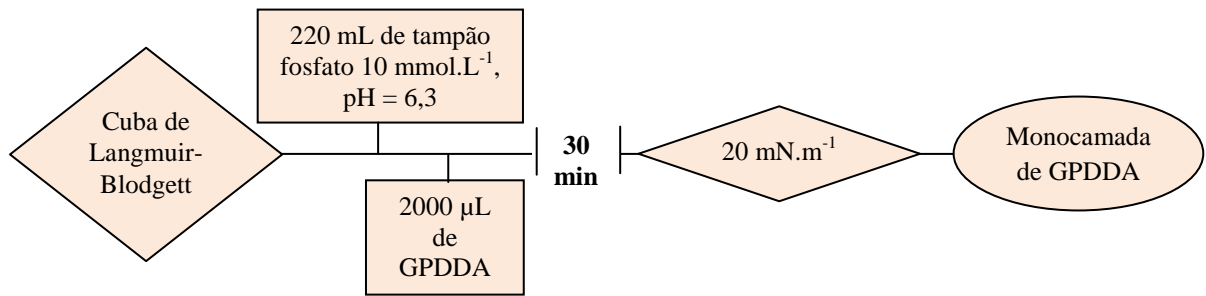 Cuba de
Langmuir-
Blodgett
220 mL de tampão
fosfato 10 mmol.L⁻¹,
pH = 6,3
2000 µL
de
GPDDA
30
min
20 mN.m⁻¹
Monocamada
de GPDDA